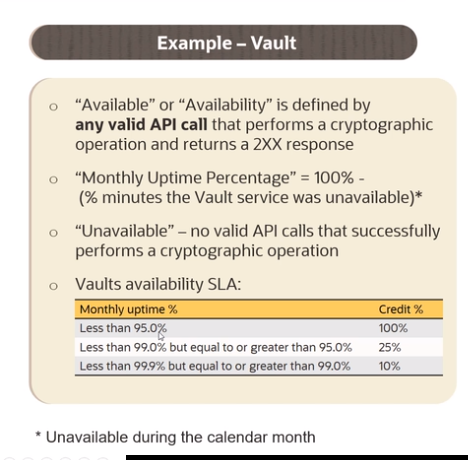 Example – Vault
o "Available" or "Availability" is defined by
any valid API call that performs a cryptographic
operation and returns a 2XX response
o "Monthly Uptime Percentage" = 100% -
(% minutes the Vault service was unavailable)*
o "Unavailable" – no valid API calls that successfully
performs a cryptographic operation
o Vaults availability SLA:
Monthly uptime % Credit %
Less than 95.0% 100%
Less than 99.0% but equal to or greater than 95.0% 25%
Less than 99.9% but equal to or greater than 99.0% 10%
* Unavailable during the calendar month